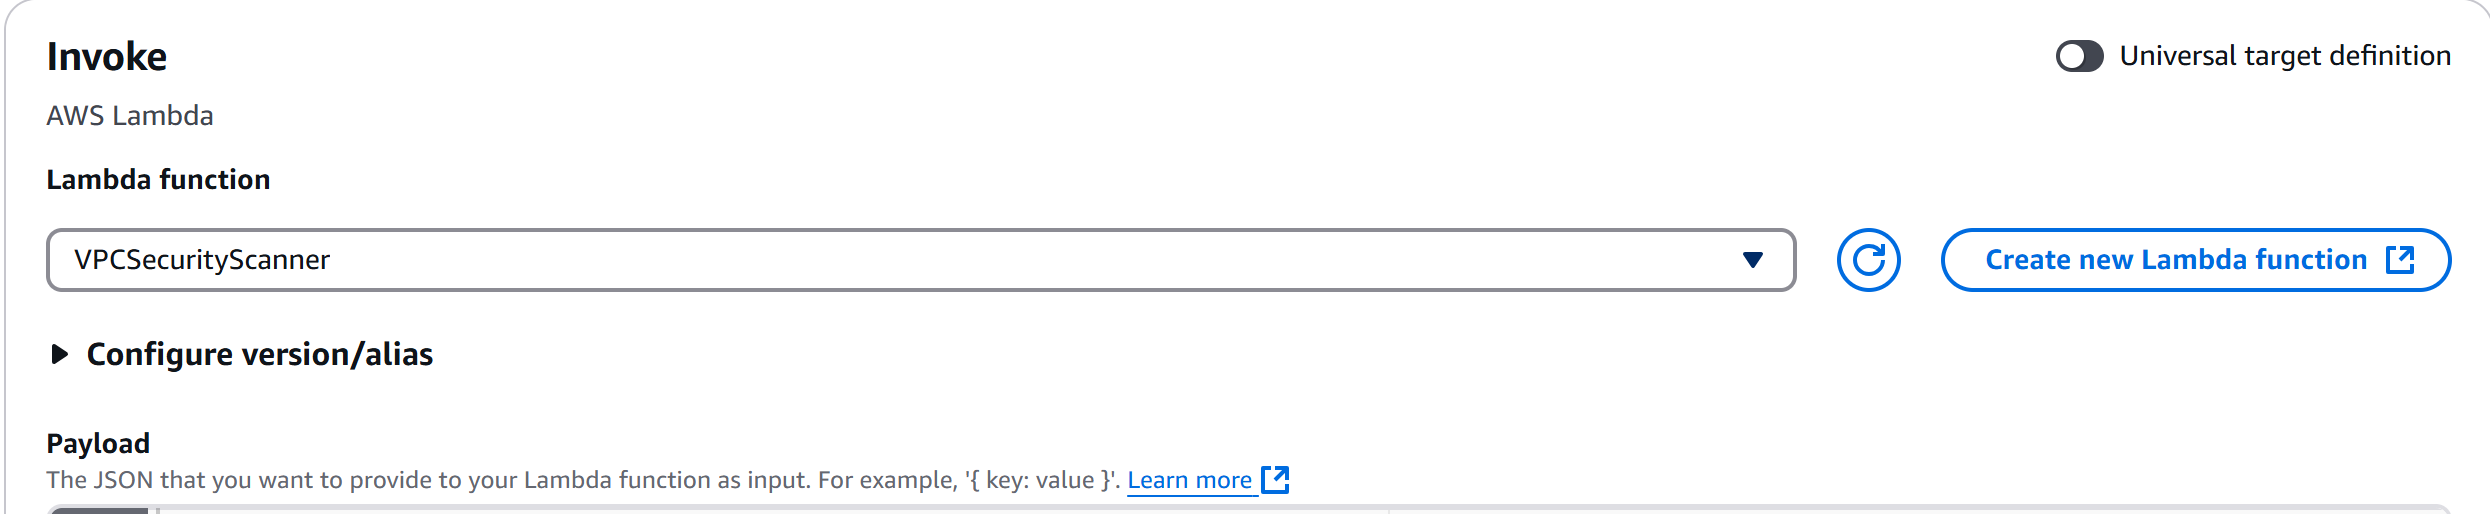 Invoke
Universal target definition
AWS Lambda
Lambda function
VPCSecurityScanner
Create new Lambda function
Configure version/alias
Payload
The JSON that you want to provide to your Lambda function as input. For example, '{ key: value }'. Learn more